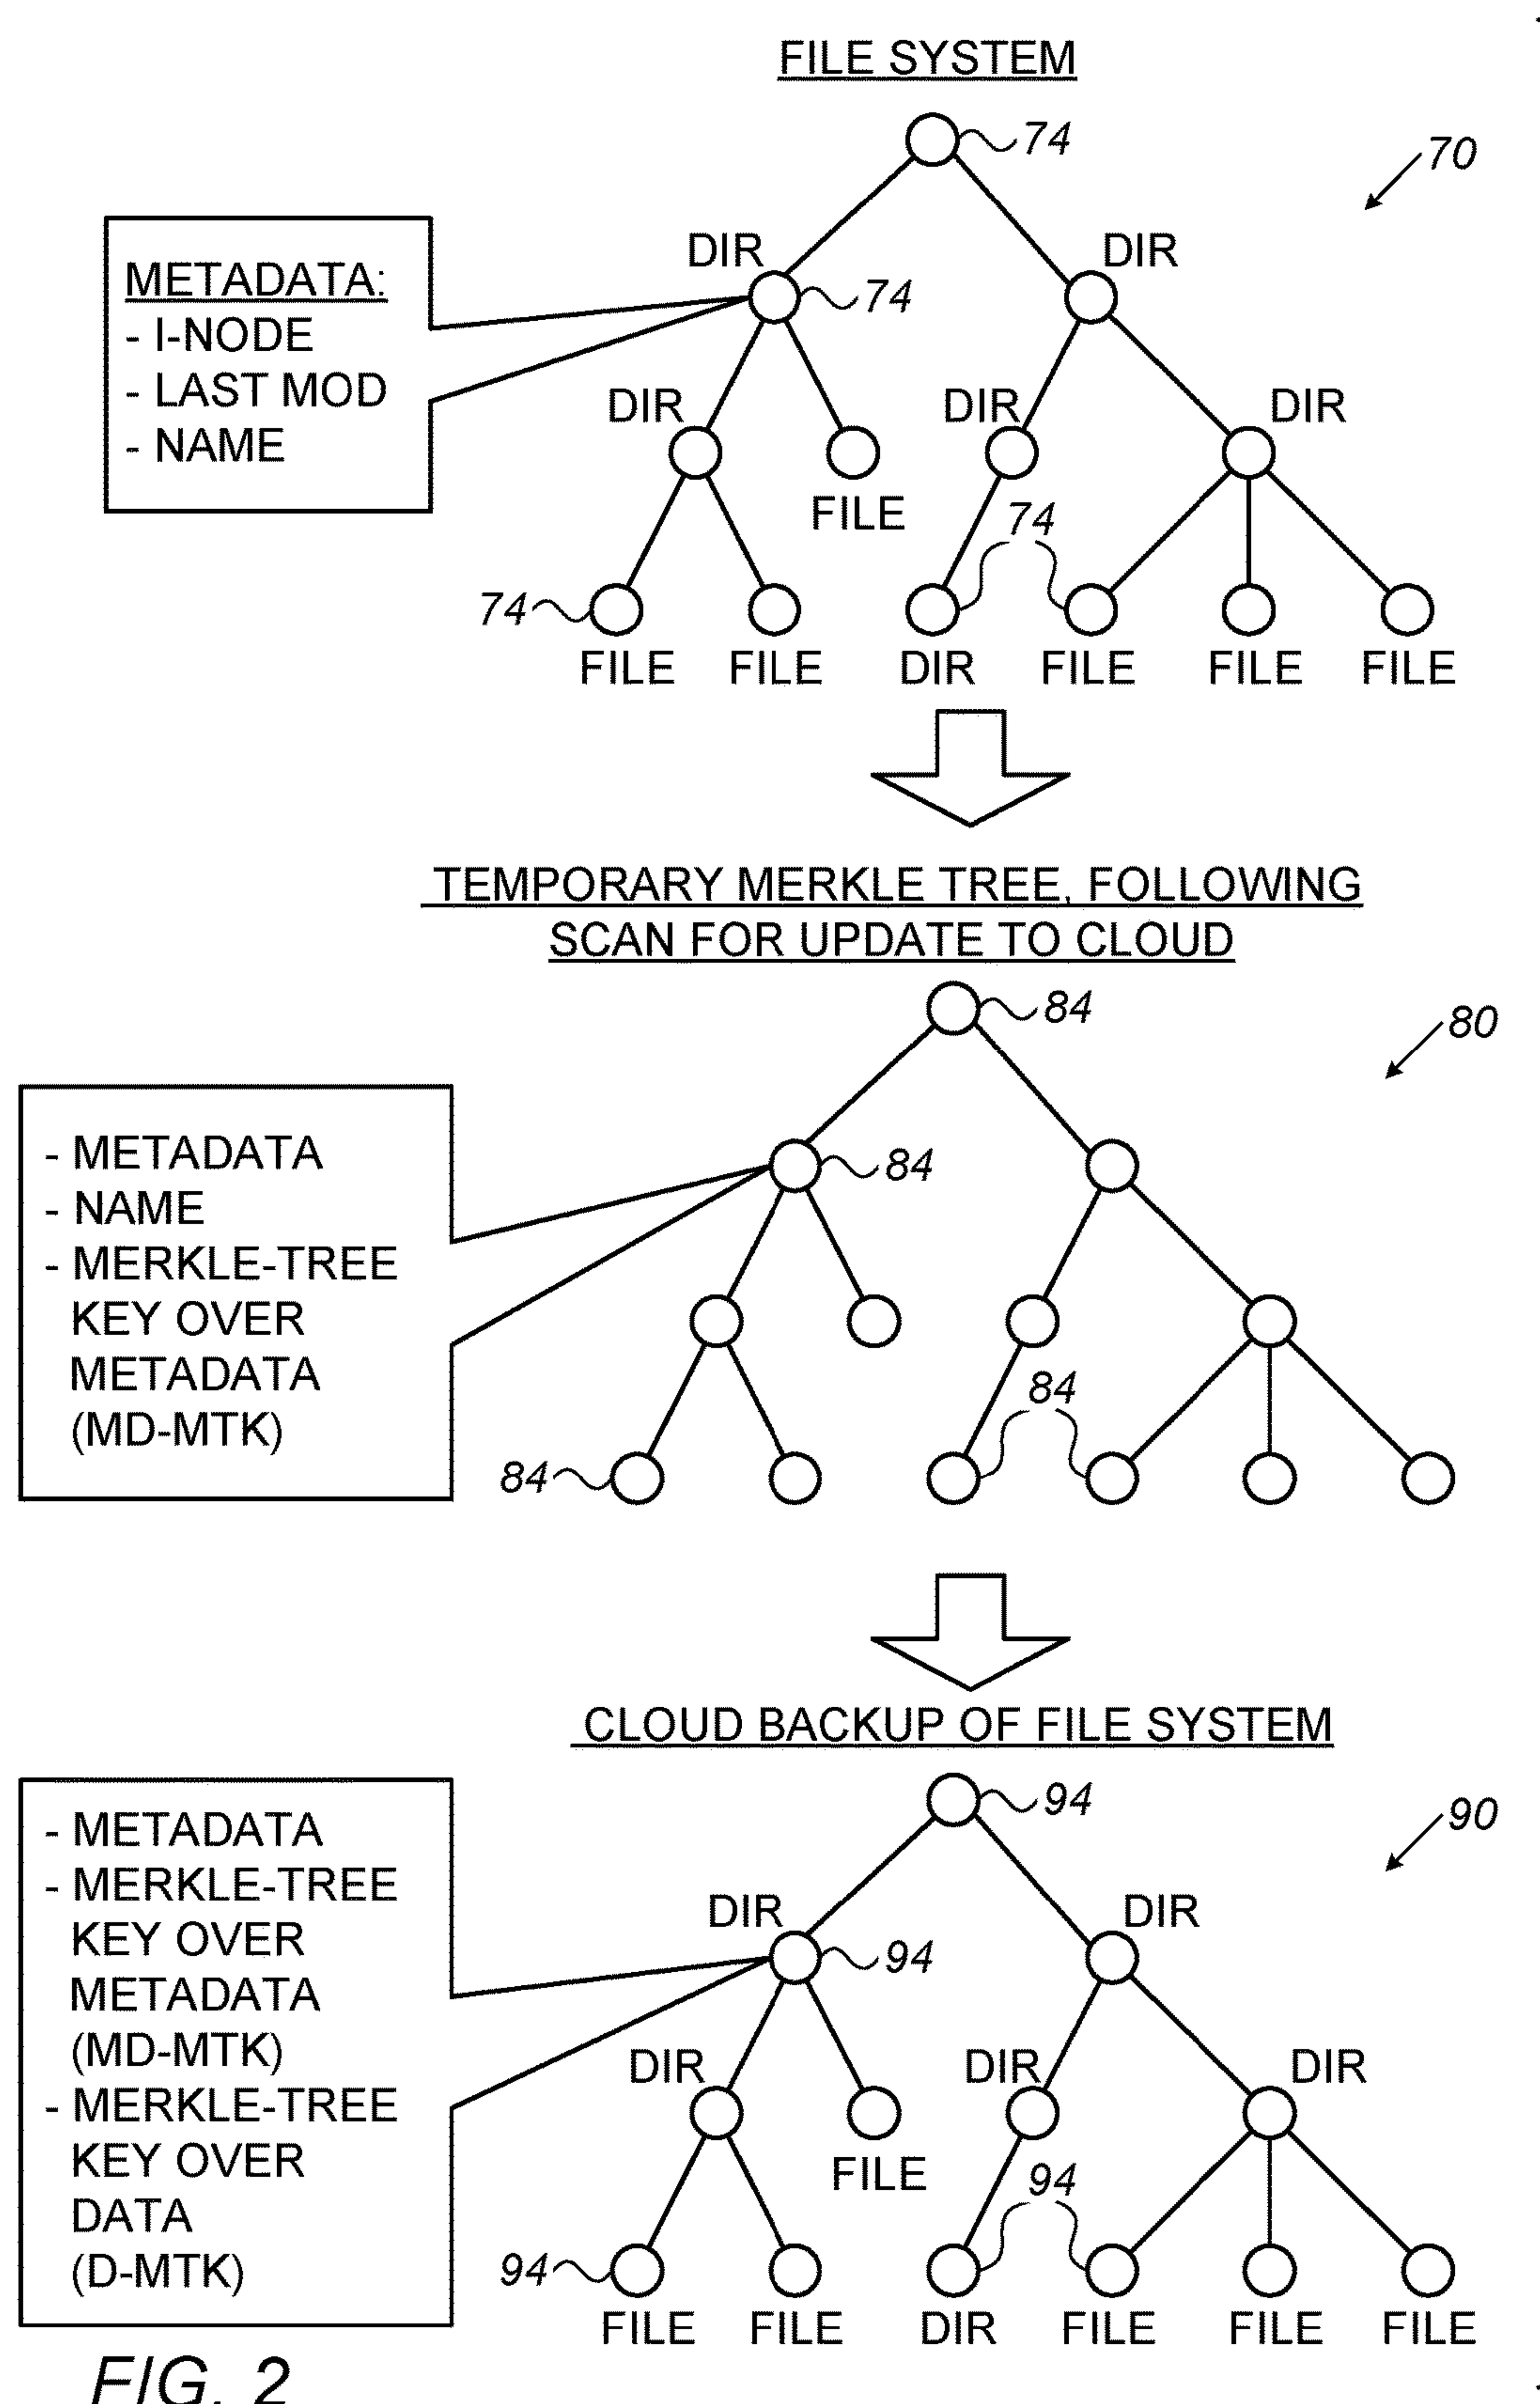 FILE SYSTEM
74
70
DIR
DIR
METADATA:
- I-NODE
- LAST MOD
- NAME
74
DIR
DIR
DIR
FILE
74
74
FILE
FILE
DIR
FILE
FILE
FILE
TEMPORARY MERKLE TREE, FOLLOWING
SCAN FOR UPDATE TO CLOUD
84
80
- METADATA
- NAME
- MERKLE-TREE
KEY OVER
METADATA
(MD-MTK)
84
84
84
CLOUD BACKUP OF FILE SYSTEM
94
90
- METADATA
- MERKLE-TREE
KEY OVER
METADATA
(MD-MTK)
- MERKLE-TREE
KEY OVER
DATA
(D-MTK)
DIR
DIR
94
DIR
DIR
DIR
FILE
94
94
FILE
FILE
DIR
FILE
FILE
FILE
FIG. 2